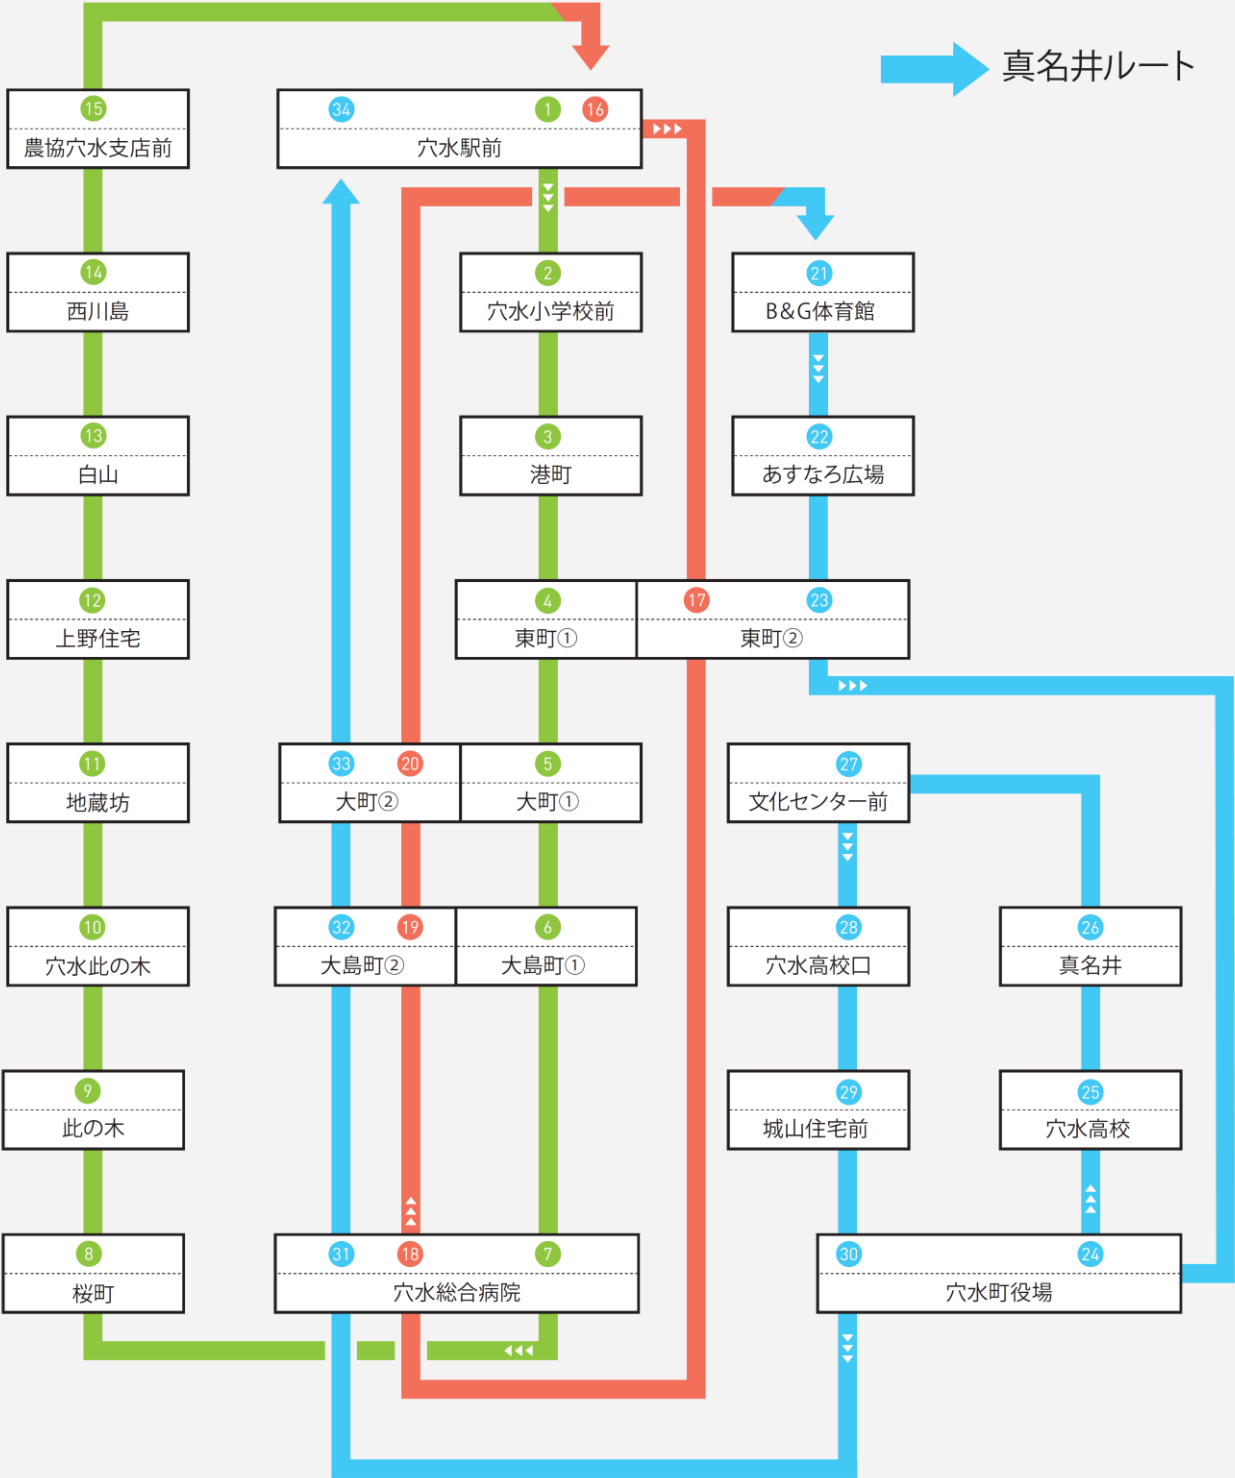 真名井ルート
15
農協穴水支店前
34 1 16
穴水駅前
14
西川島
2
穴水小学校前
21
B&G体育館
13
白山
3
港町
22
あすなろ広場
12
上野住宅
4
東町①
17 23
東町②
11
地蔵坊
33 20
大町②
5
大町①
27
文化センター前
10
穴水此の木
32 19
大島町②
6
大島町①
28
穴水高校口
26
真名井
9
此の木
29
城山住宅前
25
穴水高校
8
桜町
31 18 7
穴水総合病院
30 24
穴水町役場